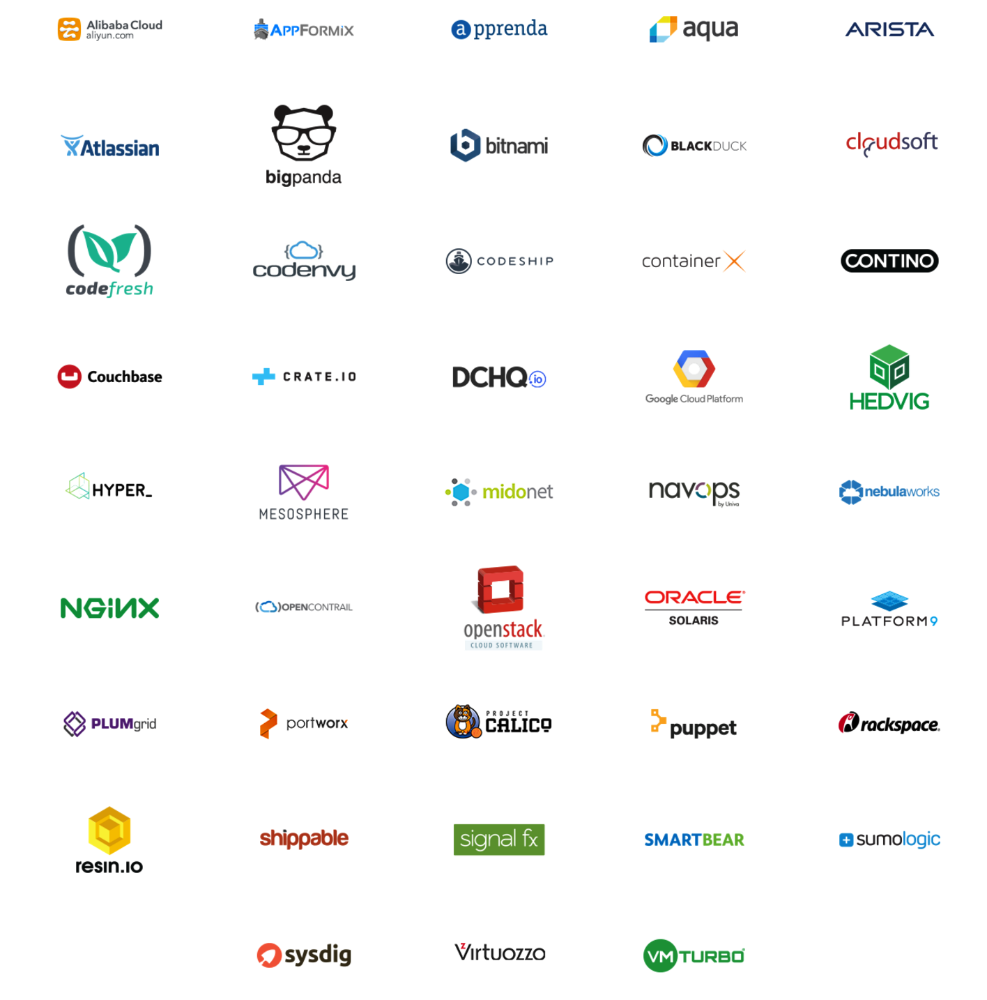 Alibaba Cloud
aliyun.com
APPFORMIX
apprenda
aqua
ARISTA
Atlassian
bigpanda
bitnami
BLACKDUCK
cloudsoft
codefresh
{ }
codenvy
CODESHIP
containerX
CONTINO
Couchbase
CRATE.IO
DCHQ.io
Google Cloud Platform
HEDVIG
HYPER_
MESOSPHERE
midonet
navops
by Univa
nebulaworks
NGINX
OPENCONTRAIL
openstack
CLOUD SOFTWARE
ORACLE®
SOLARIS
PLATFORM9
PLUMgrid
portworx
PROJECT
CALICO
puppet
rackspace®
resin.io
shippable
signal fx
SMARTBEAR
sumologic
sysdig
Virtuozzo
VMTURBO®